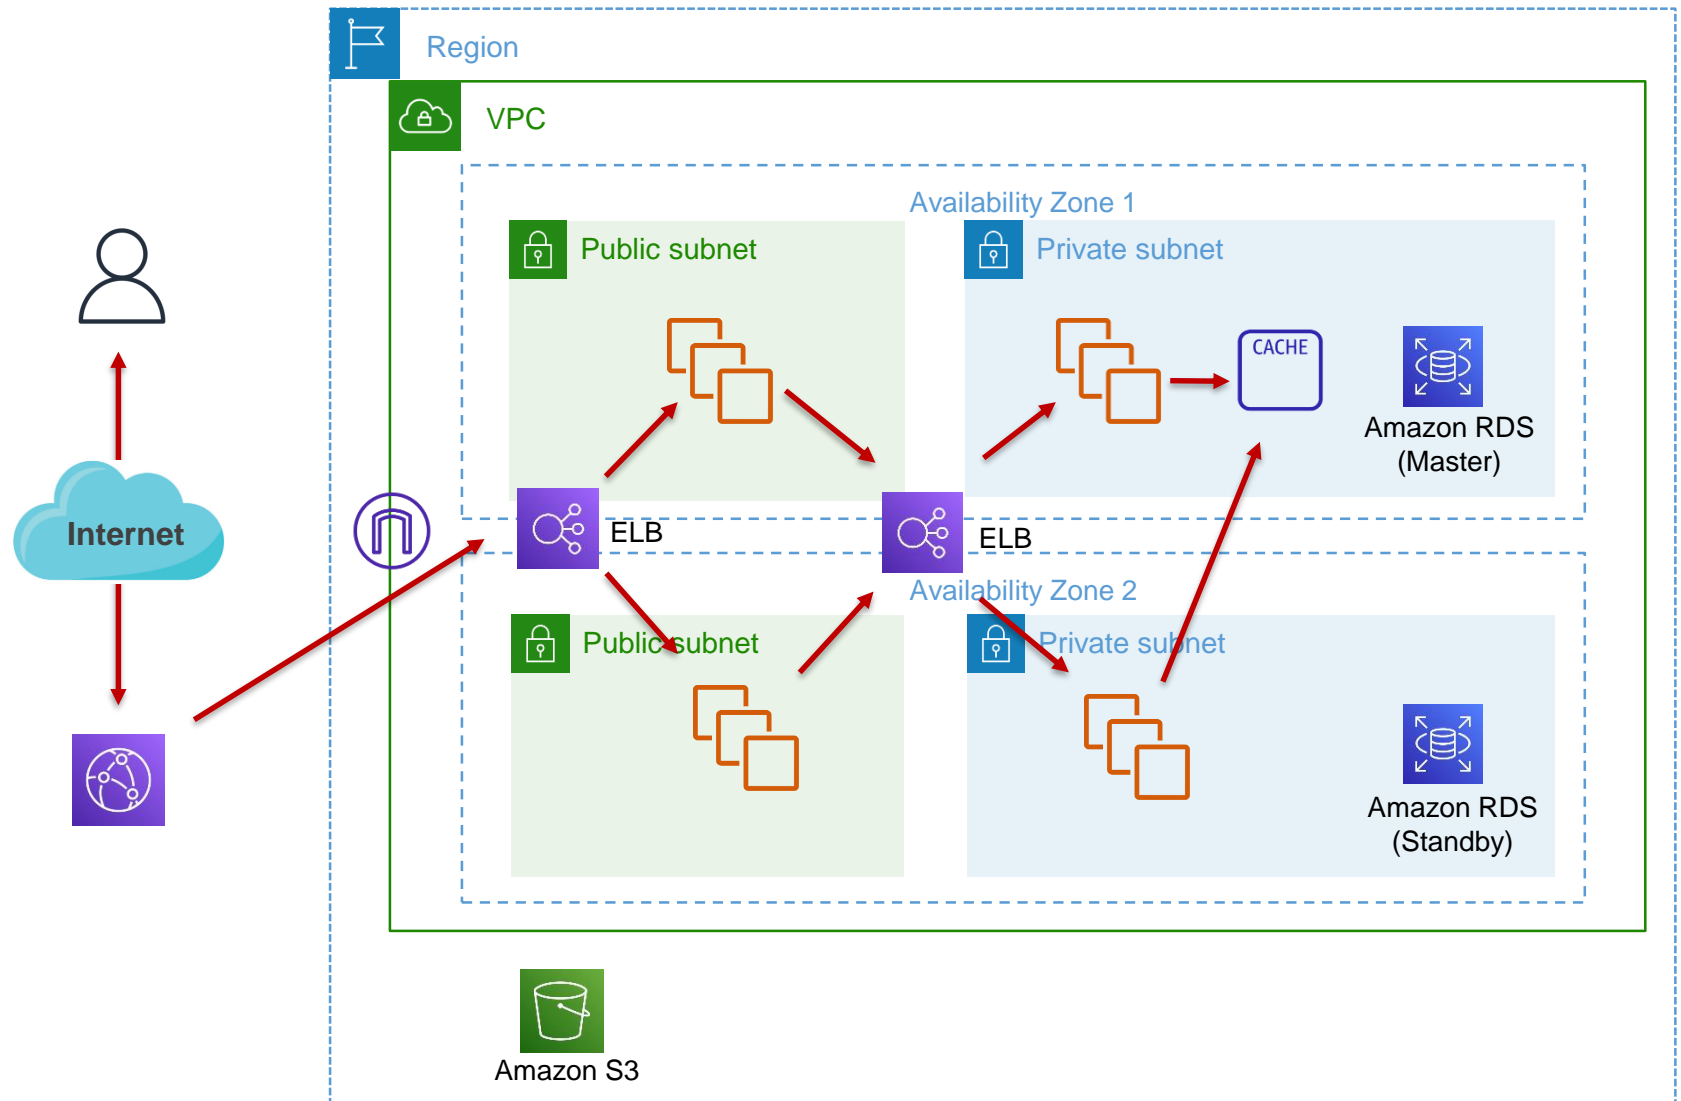 Region
VPC
Availability Zone 1
Public subnet
Private subnet
CACHE
Amazon RDS
(Master)
Internet
ELB
ELB
Availability Zone 2
Public subnet
Private subnet
Amazon RDS
(Standby)
Amazon S3